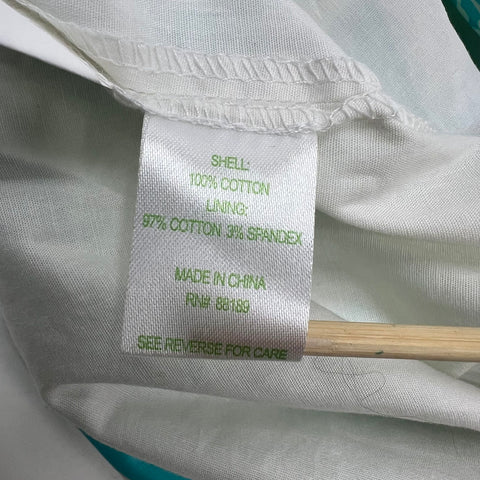 SHELL:
100% COTTON
LINING:
97% COTTON 3% SPANDEX
MADE IN CHINA
RN# 88189
SEE REVERSE FOR CARE